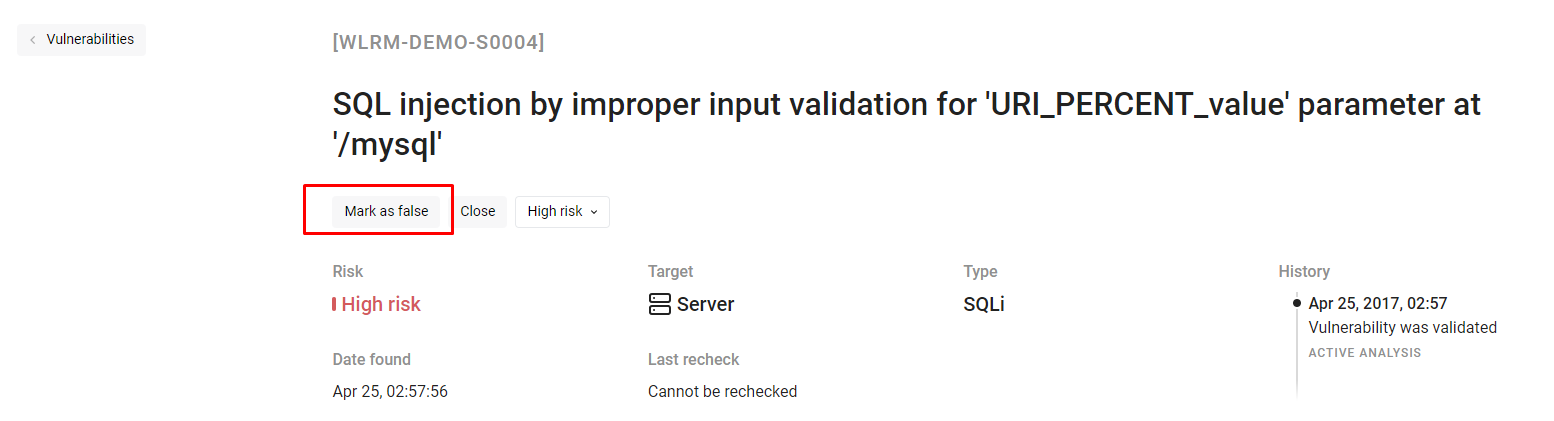 Vulnerabilities
[WLRM-DEMO-S0004]
SQL injection by improper input validation for 'URI_PERCENT_value' parameter at
'/mysql'
Mark as false Close High risk
Risk Target Type History
High risk Server SQLi Apr 25, 2017, 02:57
Vulnerability was validated
ACTIVE ANALYSIS
Date found Last recheck
Apr 25, 02:57:56 Cannot be rechecked